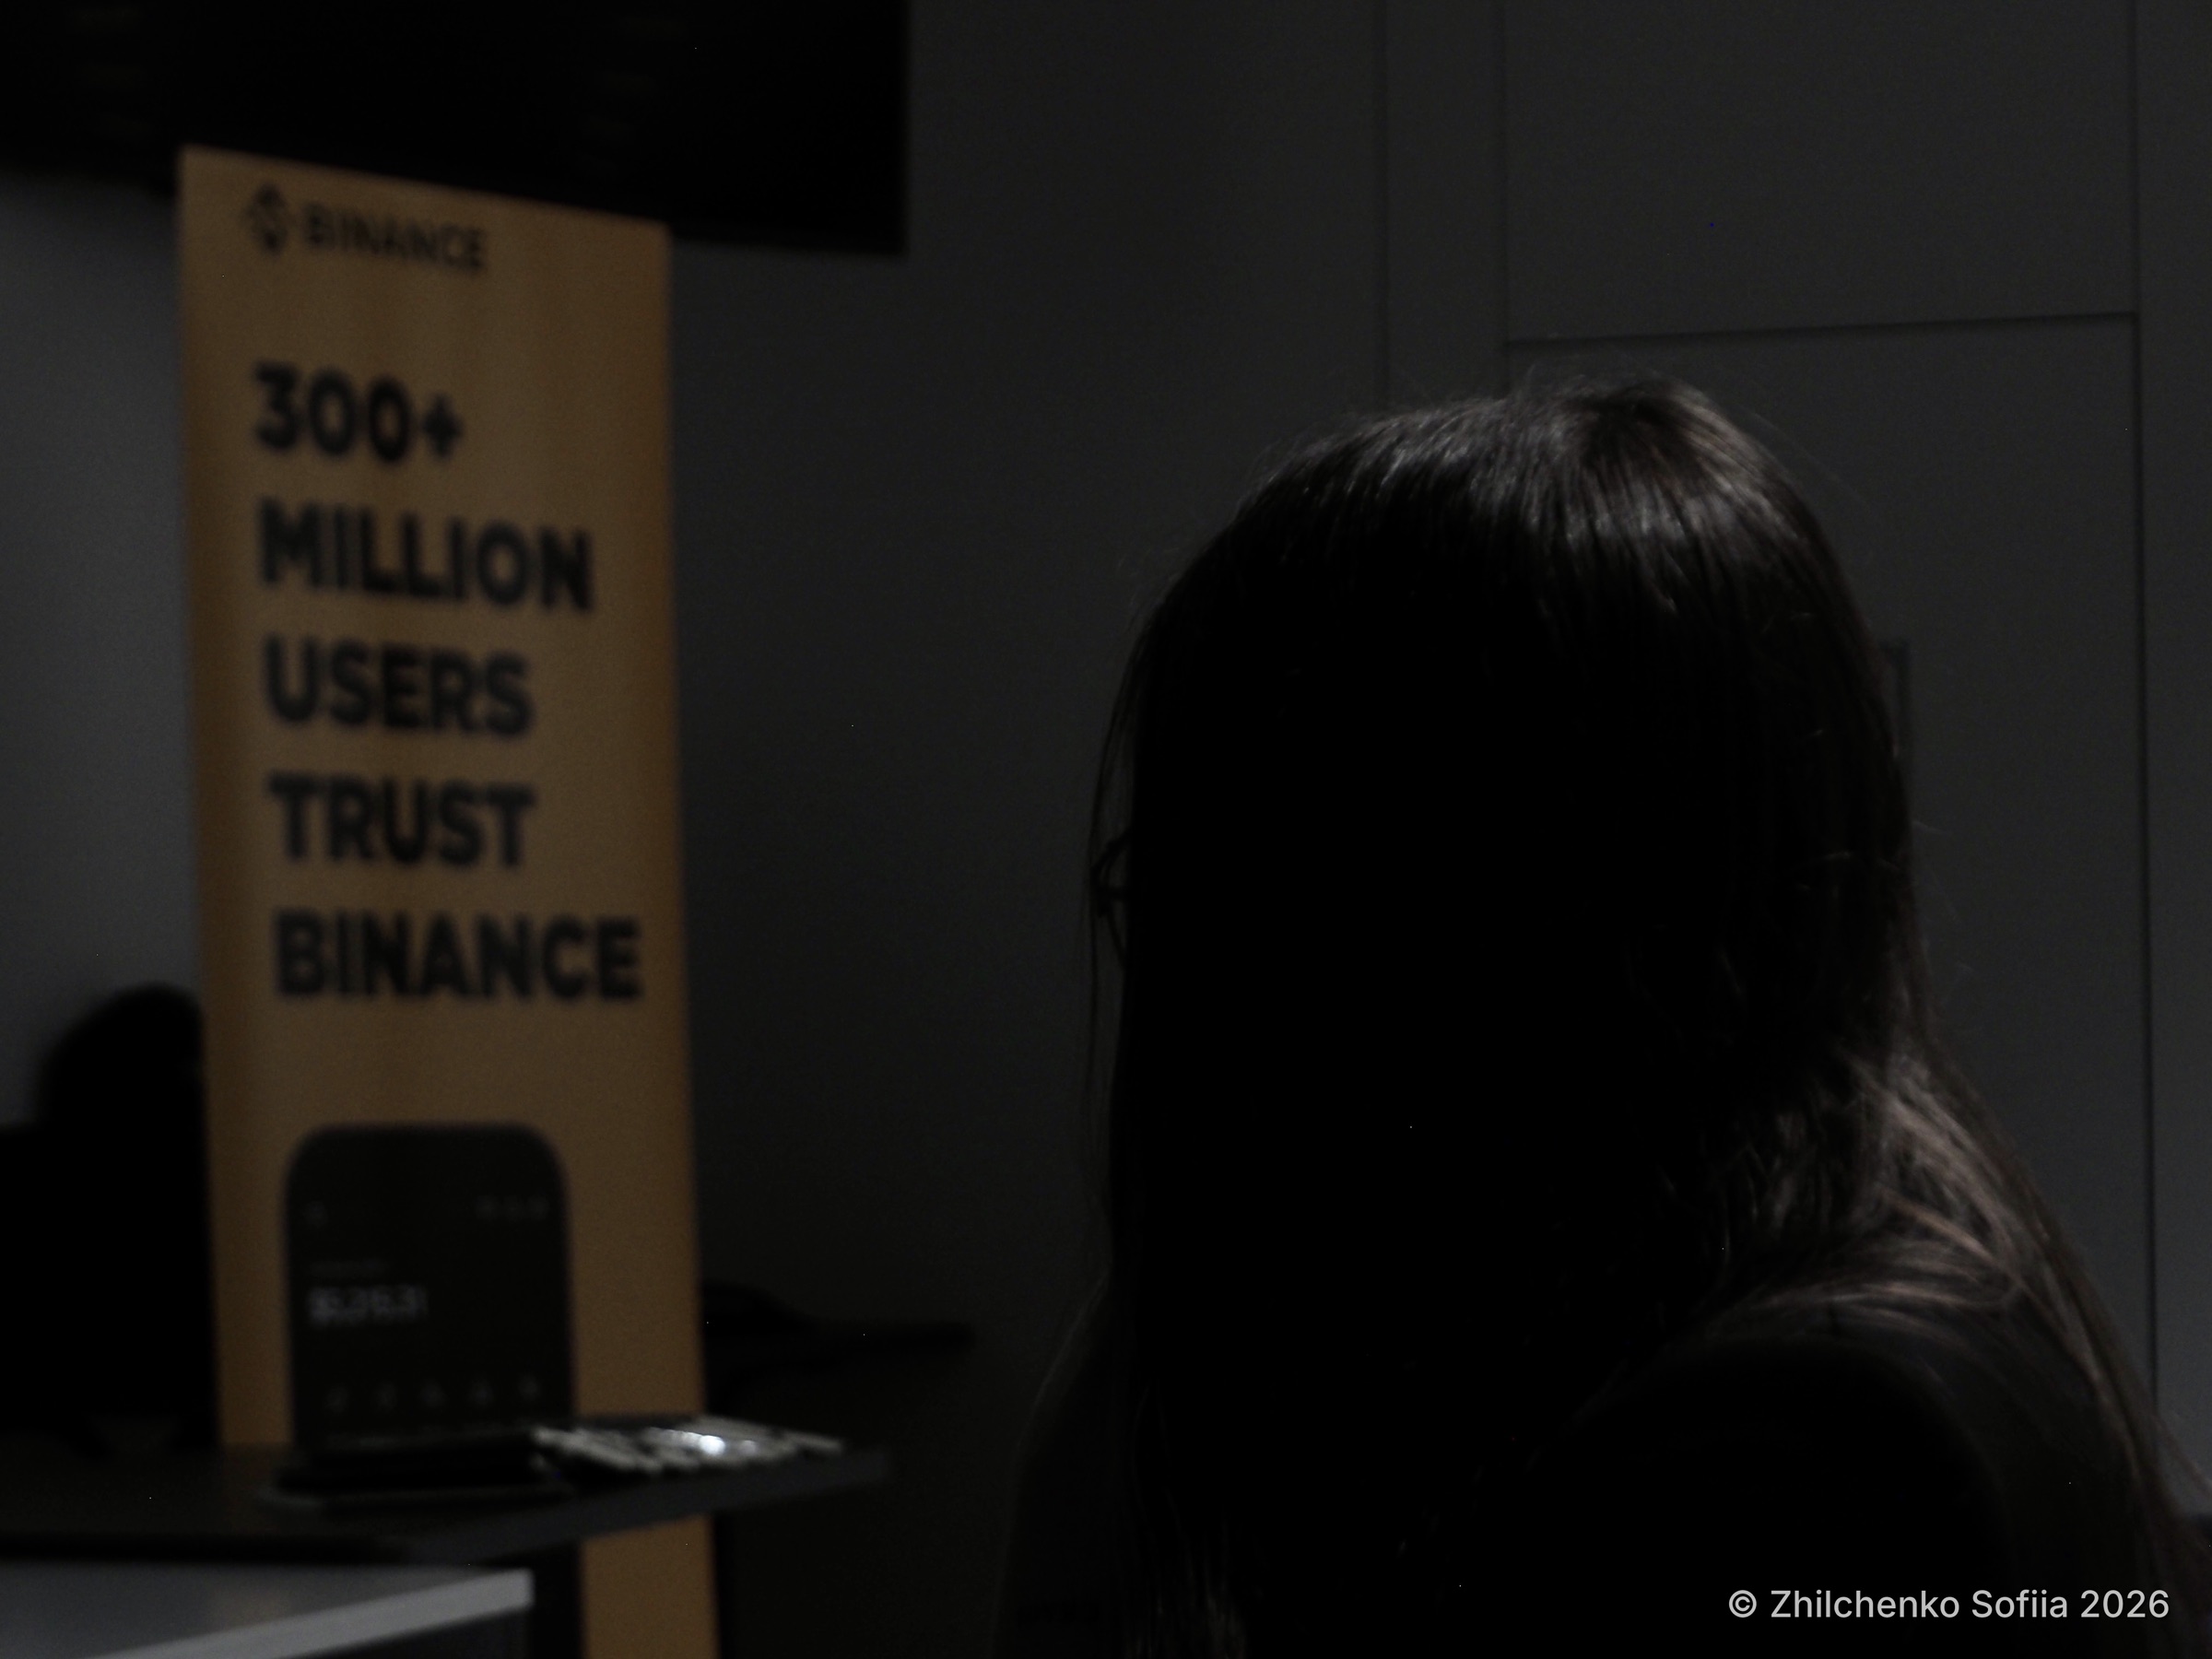 BINANCE
300+
MILLION
USERS
TRUST
BINANCE
© Zhilchenko Sofiia 2026